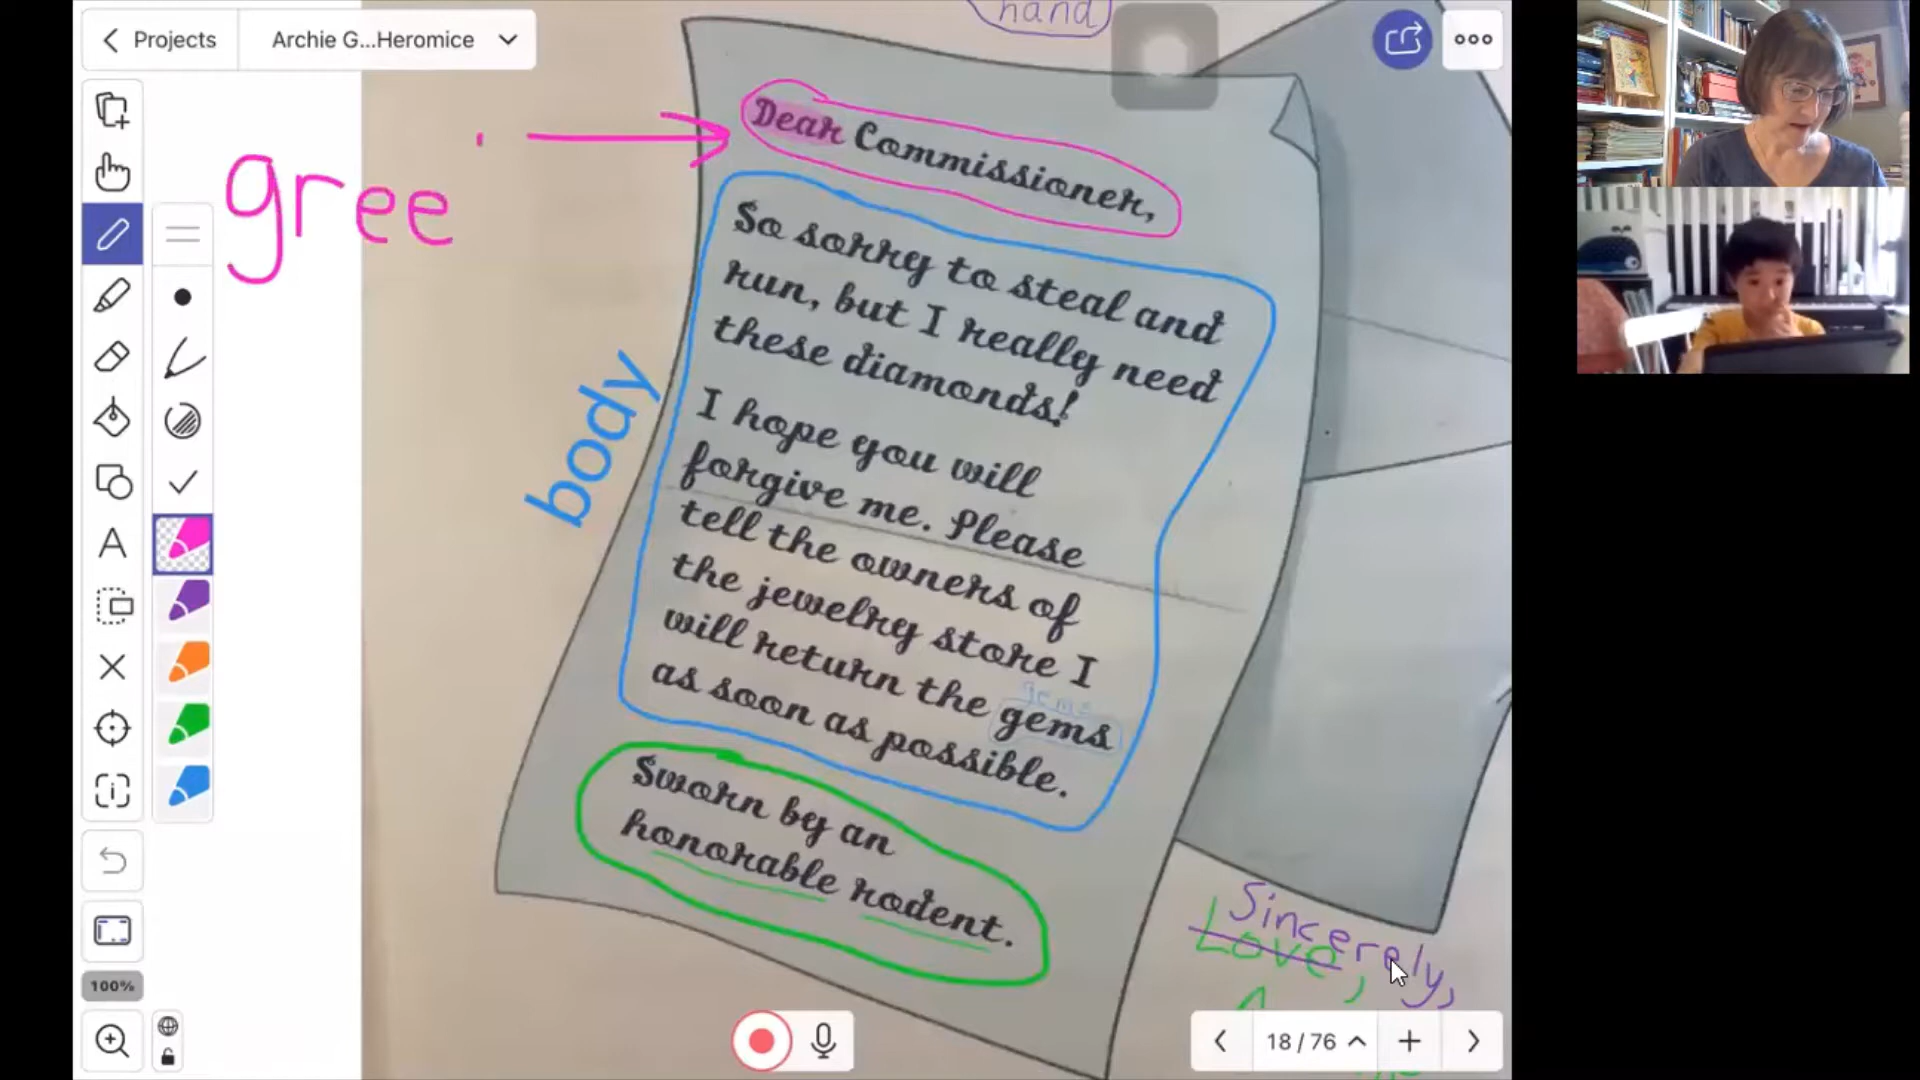 hand
Projects
Archie G...Heromice
gree
Dear Commissioner,
So sorry to steal and
run, but I really need
these diamonds!
I hope you will
forgive me. Please
tell the owners of
the jewelry store I
will return the gems
gems
as soon as possible.
body
Sworn by an
honorable rodent.
Sincerely,
Love,
100%
18 / 76